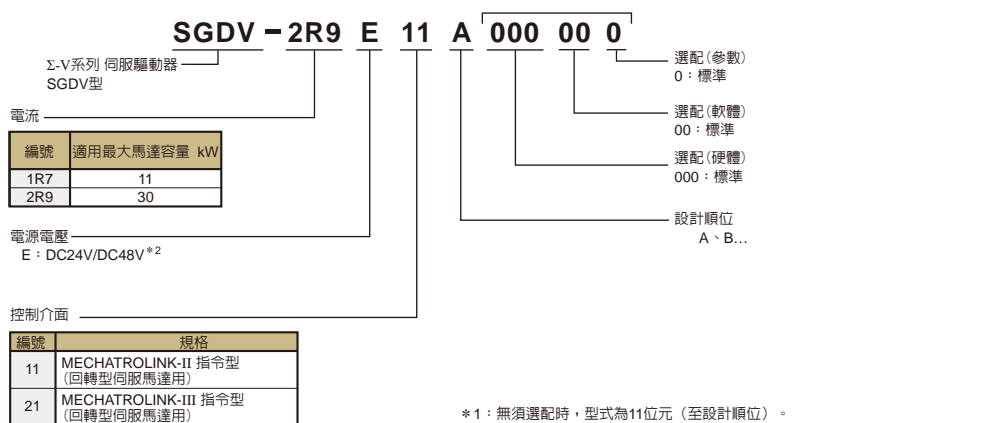 SGDV－2R9 E 11 A 000 00 0
Σ-V系列 伺服驅動器
SGDV型
選配(參數)
0：標準
選配(軟體)
00：標準
選配(硬體)
000：標準
設計順位
A、B…
電流
編號 適用最大馬達容量 kW
1R7 11
2R9 30
電源電壓
E：DC24V/DC48V＊2
控制介面
編號 規格
11 MECHATROLINK-II 指令型
（回轉型伺服馬達用）
21 MECHATROLINK-III 指令型
（回轉型伺服馬達用）
＊1：無須選配時，型式為11位元（至設計順位）。